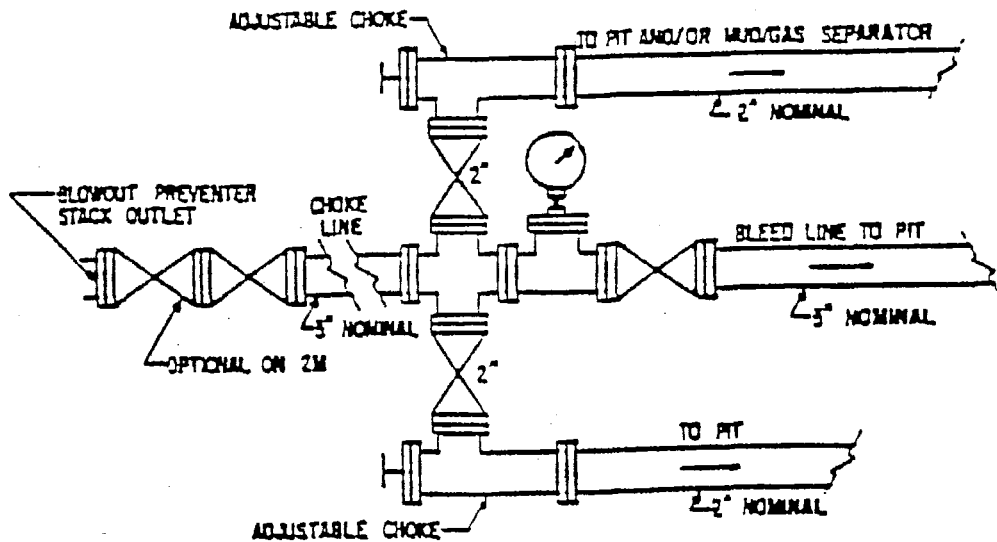 ADJUSTABLE CHOKE
TO PIT AND/OR MUD/GAS SEPARATOR
2" NOMINAL
2"
BLOWOUT PREVENTER
STACK OUTLET
CHOKE
LINE
BLEED LINE TO PIT
3" NOMINAL
3" NOMINAL
OPTIONAL ON 2M
2"
TO PIT
2" NOMINAL
ADJUSTABLE CHOKE